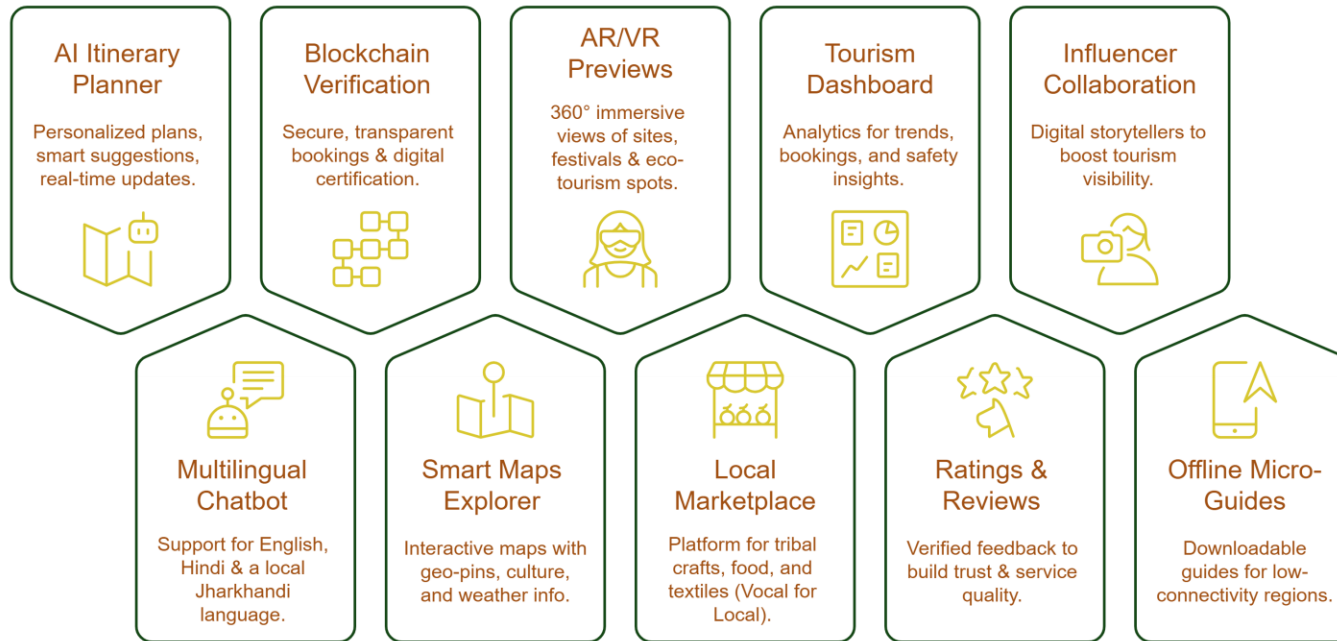 AI Itinerary
Planner
Personalized plans,
smart suggestions,
real-time updates.
Blockchain
Verification
Secure, transparent
bookings & digital
certification.
AR/VR
Previews
360° immersive
views of sites,
festivals & eco-
tourism spots.
Tourism
Dashboard
Analytics for trends,
bookings, and safety
insights.
Influencer
Collaboration
Digital storytellers to
boost tourism
visibility.
Multilingual
Chatbot
Support for English,
Hindi & a local
Jharkhandi
language.
Smart Maps
Explorer
Interactive maps with
geo-pins, culture,
and weather info.
Local
Marketplace
Platform for tribal
crafts, food, and
textiles (Vocal for
Local).
Ratings &
Reviews
Verified feedback to
build trust & service
quality.
Offline Micro-
Guides
Downloadable
guides for low-
connectivity regions.